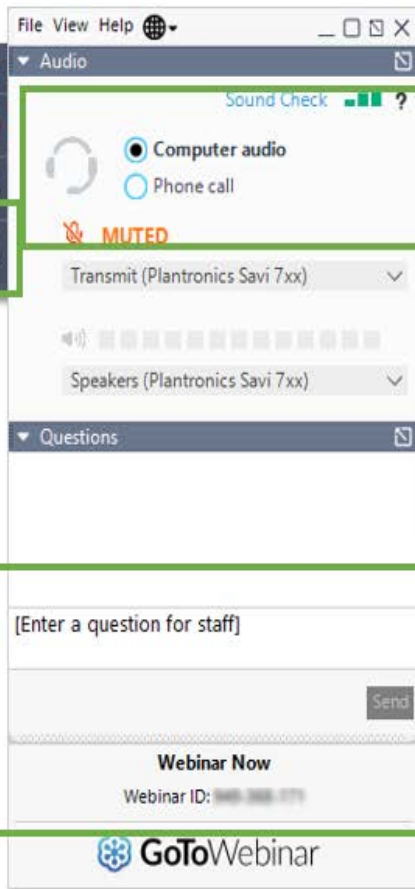 File View Help
Audio
Sound Check ?
Computer audio
Phone call
MUTED
Transmit (Plantronics Savi 7xx)
Speakers (Plantronics Savi 7xx)
Questions
[Enter a question for staff]
Send
Webinar Now
Webinar ID:
GoToWebinar